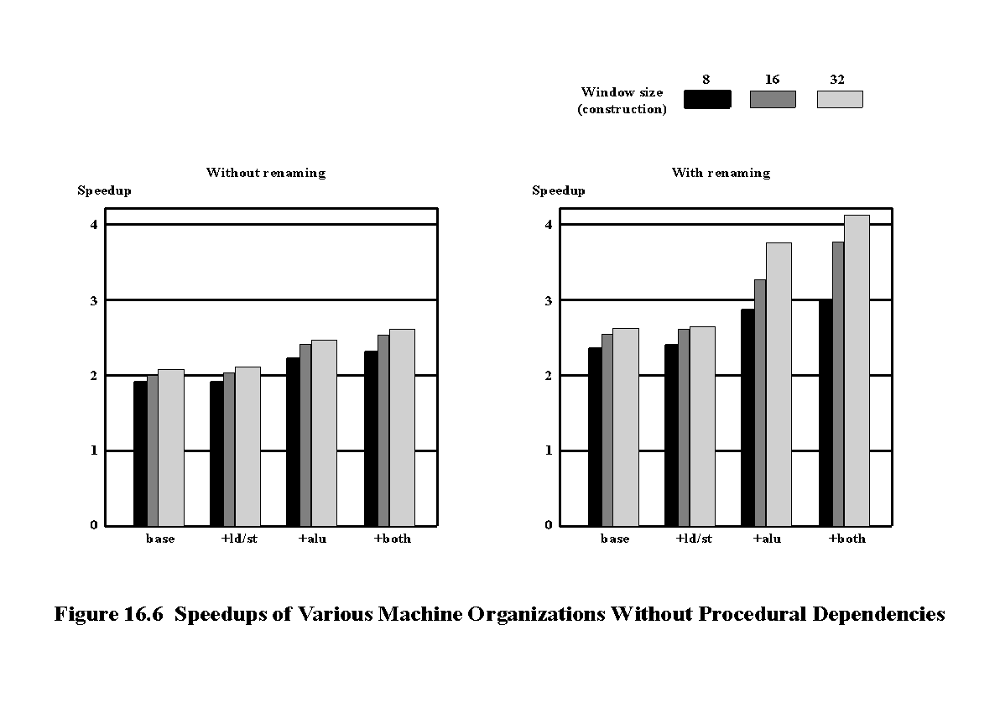 8 16 32
Window size
(construction)
Without renaming
Speedup
4
3
2
1
0
base +ld/st +alu +both
With renaming
Speedup
4
3
2
1
0
base +ld/st +alu +both
Figure 16.6 Speedups of Various Machine Organizations Without Procedural Dependencies